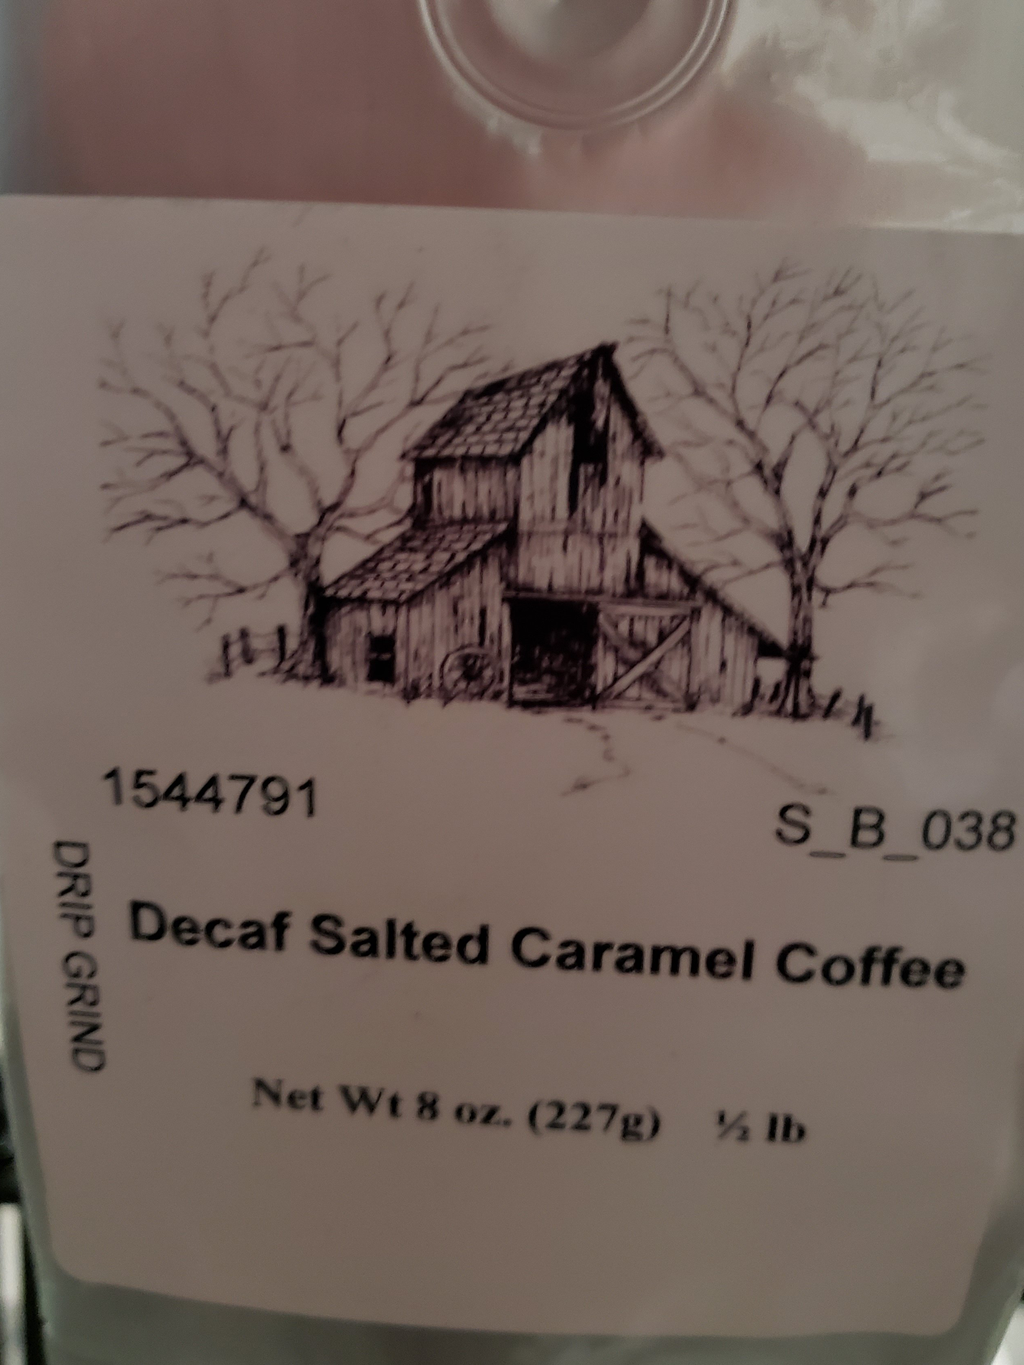 1544791
S_B_038
DRIP GRIND
Decaf Salted Caramel Coffee
Net Wt 8 oz. (227g) ½ lb